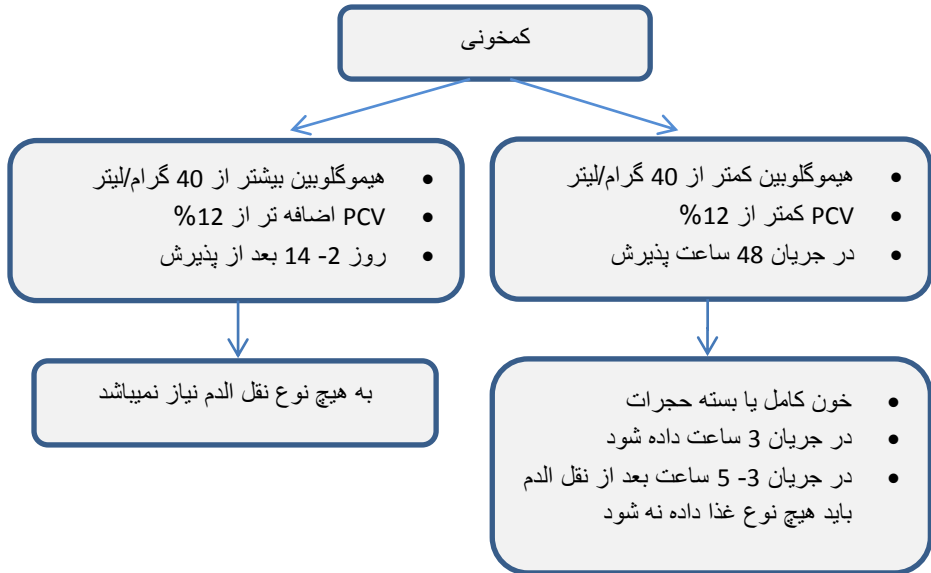 کمخونی
• هیموگلوبین کمتر از 40 گرام/لیتر
• PCV کمتر از 12%
• در جریان 48 ساعت پذیرش
• هیموگلوبین بیشتر از 40 گرام/لیتر
• PCV اضافه تر از 12%
• روز 2- 14 بعد از پذیرش
• خون کامل یا بسته حجرات
• در جریان 3 ساعت داده شود
• در جریان 3- 5 ساعت بعد از نقل الدم
باید هیچ نوع غذا داده نه شود
به هیچ نوع نقل الدم نیاز نمیباشد